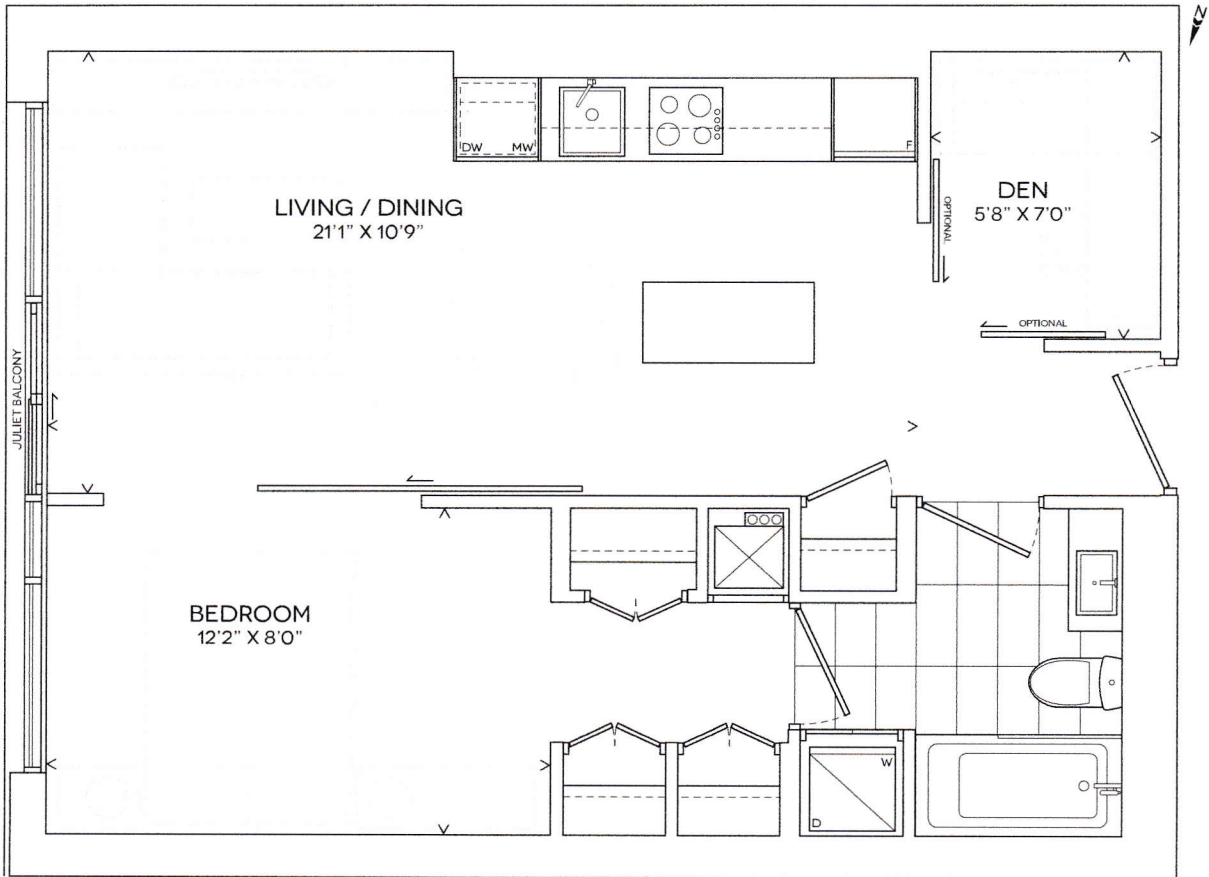 N
DW
MW
F
LIVING / DINING
21'1" X 10'9"
DEN
5'8" X 7'0"
OPTIONAL
OPTIONAL
JULIET BALCONY
BEDROOM
12'2" X 8'0"
W
D